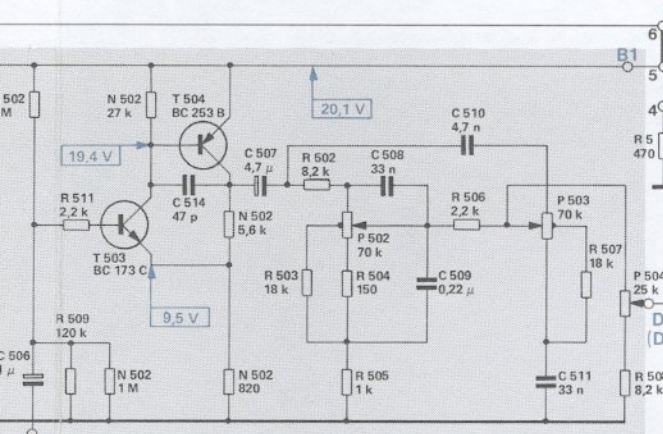 6
B1
5
502
M
N 502
27 k
T 504
BC 253 B
20,1 V
C 510
4,7 n
4
R 5
470
19,4 V
C 507
4,7 µ
R 502
8,2 k
C 508
33 n
R 511
2,2 k
C 514
47 p
N 502
5,6 k
R 506
2,2 k
P 503
70 k
P 502
70 k
T 503
BC 173 C
R 503
18 k
R 504
150
C 509
0,22 µ
R 507
18 k
P 504
25 k
9,5 V
D
(D
R 509
120 k
C 506
µ
N 502
1 M
N 502
820
R 505
1 k
C 511
33 n
R 50
8,2 k